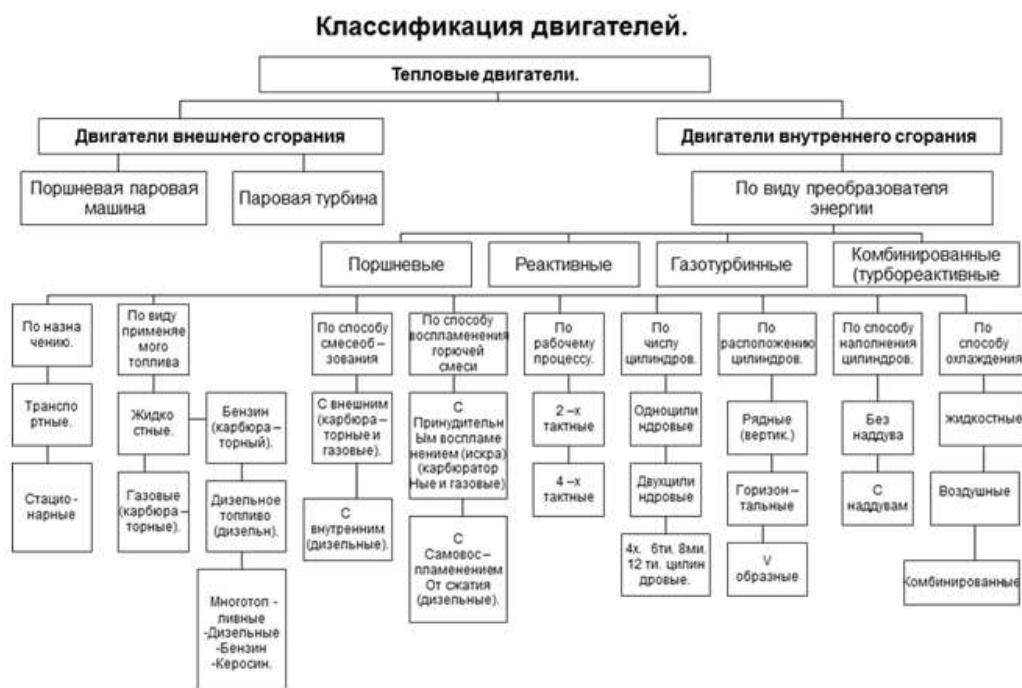 Классификация двигателей.
Тепловые двигатели.
Двигатели внешнего сгорания
Двигатели внутреннего сгорания
Поршневая паровая
машина
Паровая турбина
По виду преобразователя
энергии
Поршневые
Реактивные
Газотурбинные
Комбинированные
(турбореактивные
По назна
чению.
Транспо
ртные.
Стацио-
нарные
По виду
применяе
мого
топлива
Жидко
стные.
Газовые
(карбюра –
торные).
Бензин
(карбюра –
торный).
Дизельное
топливо
(дизельн).
Многотоп -
ливные
-Дизельные
-Бензин
-Керосин.
По способу
смесеоб -
зования
С внешним
(карбюра –
торные и
газовые).
С
внутренним
(дизельные).
По способу
воспламенения
горючей
смеси
С
Принудительн
Ым воспламе
нением (искра)
(карбюратор
Ные и газовые)
С
Самовос –
пламенением
От сжатия
(дизельные).
По
рабочему
процессу.
2 –х
тактные
4 –х
тактные
По
числу
цилиндров.
Одноцили
ндровые
Двухцили
ндровые
4х. 6ти. 8ми.
12 ти. цилин
дровые.
По
расположению
цилиндров.
Рядные
(вертик.)
Горизон –
тальные
V
образные
По способу
наполнения
цилиндров.
Без
наддува
С
наддувам
По
способу
охлаждения
жидкостные
Воздушные
Комбинированные